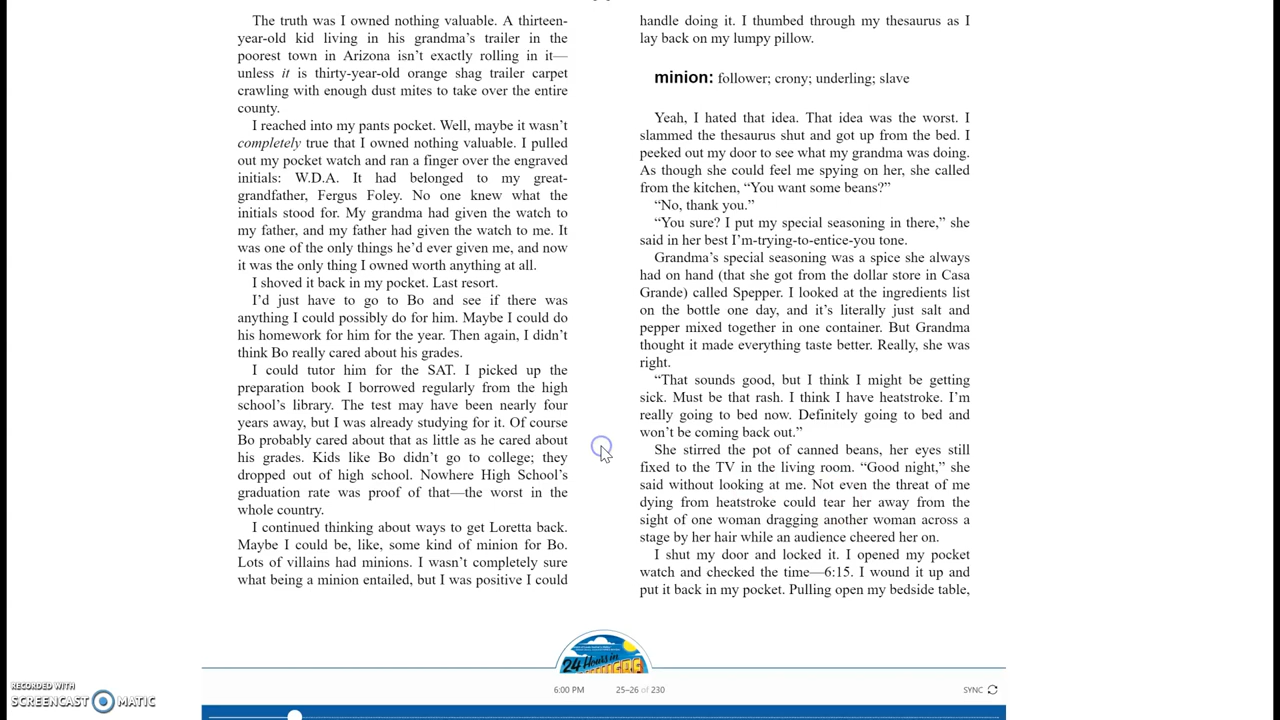 The truth was I owned nothing valuable. A thirteen-
year-old kid living in his grandma’s trailer in the
poorest town in Arizona isn’t exactly rolling in it—
unless it is thirty-year-old orange shag trailer carpet
crawling with enough dust mites to take over the entire
county.
I reached into my pants pocket. Well, maybe it wasn’t
completely true that I owned nothing valuable. I pulled
out my pocket watch and ran a finger over the engraved
initials: W.D.A. It had belonged to my great-
grandfather, Fergus Foley. No one knew what the
initials stood for. My grandma had given the watch to
my father, and my father had given the watch to me. It
was one of the only things he’d ever given me, and now
it was the only thing I owned worth anything at all.
I shoved it back in my pocket. Last resort.
I’d just have to go to Bo and see if there was
anything I could possibly do for him. Maybe I could do
his homework for him for the year. Then again, I didn’t
think Bo really cared about his grades.
I could tutor him for the SAT. I picked up the
preparation book I borrowed regularly from the high
school’s library. The test may have been nearly four
years away, but I was already studying for it. Of course
Bo probably cared about that as little as he cared about
his grades. Kids like Bo didn’t go to college; they
dropped out of high school. Nowhere High School’s
graduation rate was proof of that—the worst in the
whole country.
I continued thinking about ways to get Loretta back.
Maybe I could be, like, some kind of minion for Bo.
Lots of villains had minions. I wasn’t completely sure
what being a minion entailed, but I was positive I could
handle doing it. I thumbed through my thesaurus as I
lay back on my lumpy pillow.
minion: follower; crony; underling; slave
Yeah, I hated that idea. That idea was the worst. I
slammed the thesaurus shut and got up from the bed. I
peeked out my door to see what my grandma was doing.
As though she could feel me spying on her, she called
from the kitchen, “You want some beans?”
“No, thank you.”
“You sure? I put my special seasoning in there,” she
said in her best I’m-trying-to-entice-you tone.
Grandma’s special seasoning was a spice she always
had on hand (that she got from the dollar store in Casa
Grande) called Spepper. I looked at the ingredients list
on the bottle one day, and it’s literally just salt and
pepper mixed together in one container. But Grandma
thought it made everything taste better. Really, she was
right.
“That sounds good, but I think I might be getting
sick. Must be that rash. I think I have heatstroke. I’m
really going to bed now. Definitely going to bed and
won’t be coming back out.”
She stirred the pot of canned beans, her eyes still
fixed to the TV in the living room. “Good night,” she
said without looking at me. Not even the threat of me
dying from heatstroke could tear her away from the
sight of one woman dragging another woman across a
stage by her hair while an audience cheered her on.
I shut my door and locked it. I opened my pocket
watch and checked the time—6:15. I wound it up and
put it back in my pocket. Pulling open my bedside table,
24 Hours in
6:00 PM 25–26 of 230 SYNC
RECORDED WITH
SCREENCAST MATIC